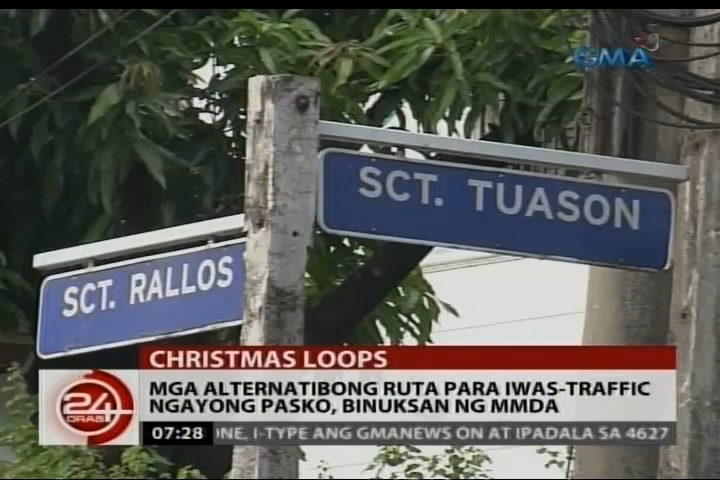 GMA
SCT. TUASON
SCT. RALLOS
CHRISTMAS LOOPS
MGA ALTERNATIBONG RUTA PARA IWAS-TRAFFIC
NGAYONG PASKO, BINUKSAN NG MMDA
24
ORAS
07:28 ONE, I-TYPE ANG GMANEWS ON AT IPADALA SA 4627